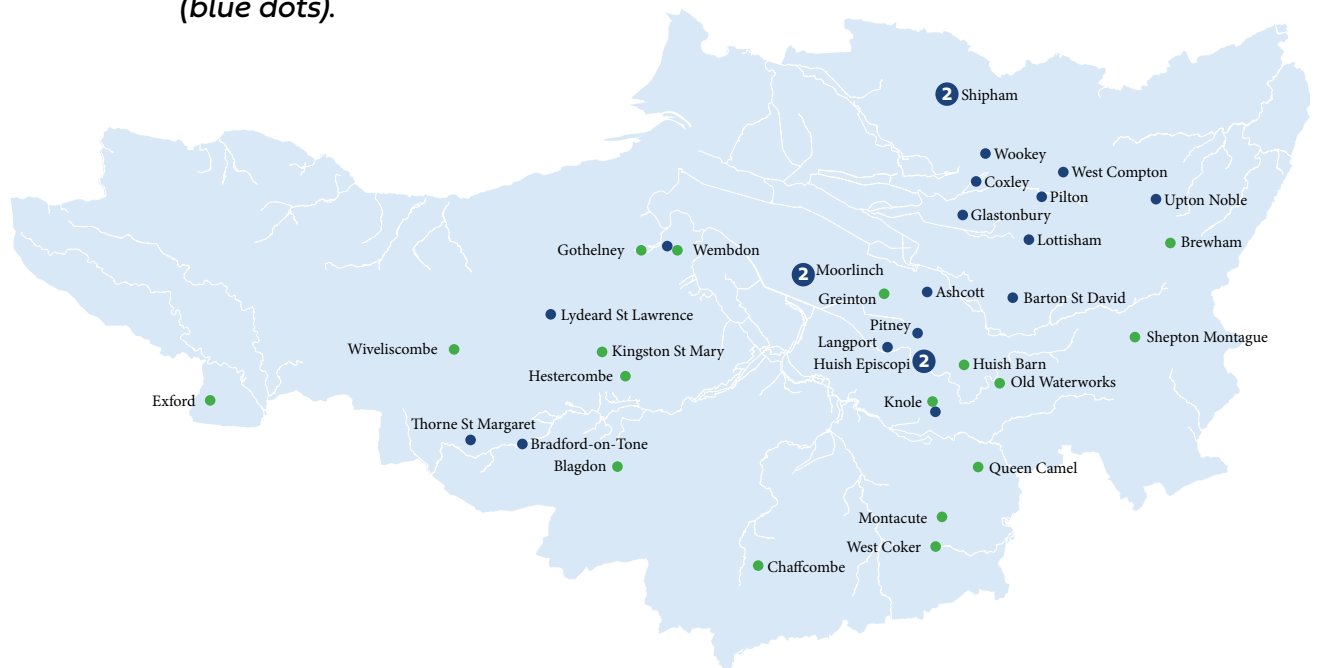 (blue dots).
2 Shipham
Wookey
West Compton
Coxley
Pilton
Upton Noble
Glastonbury
Lottisham
Brewham
Gothelney
Wembdon
2 Moorlinch
Greinton
Ashcott
Barton St David
Lydeard St Lawrence
Pitney
Shepton Montague
Langport
Wiveliscombe
Kingston St Mary
Huish Episcopi 2
Huish Barn
Hestercombe
Old Waterworks
Exford
Knole
Thorne St Margaret
Bradford-on-Tone
Blagdon
Queen Camel
Montacute
West Coker
Chaffcombe